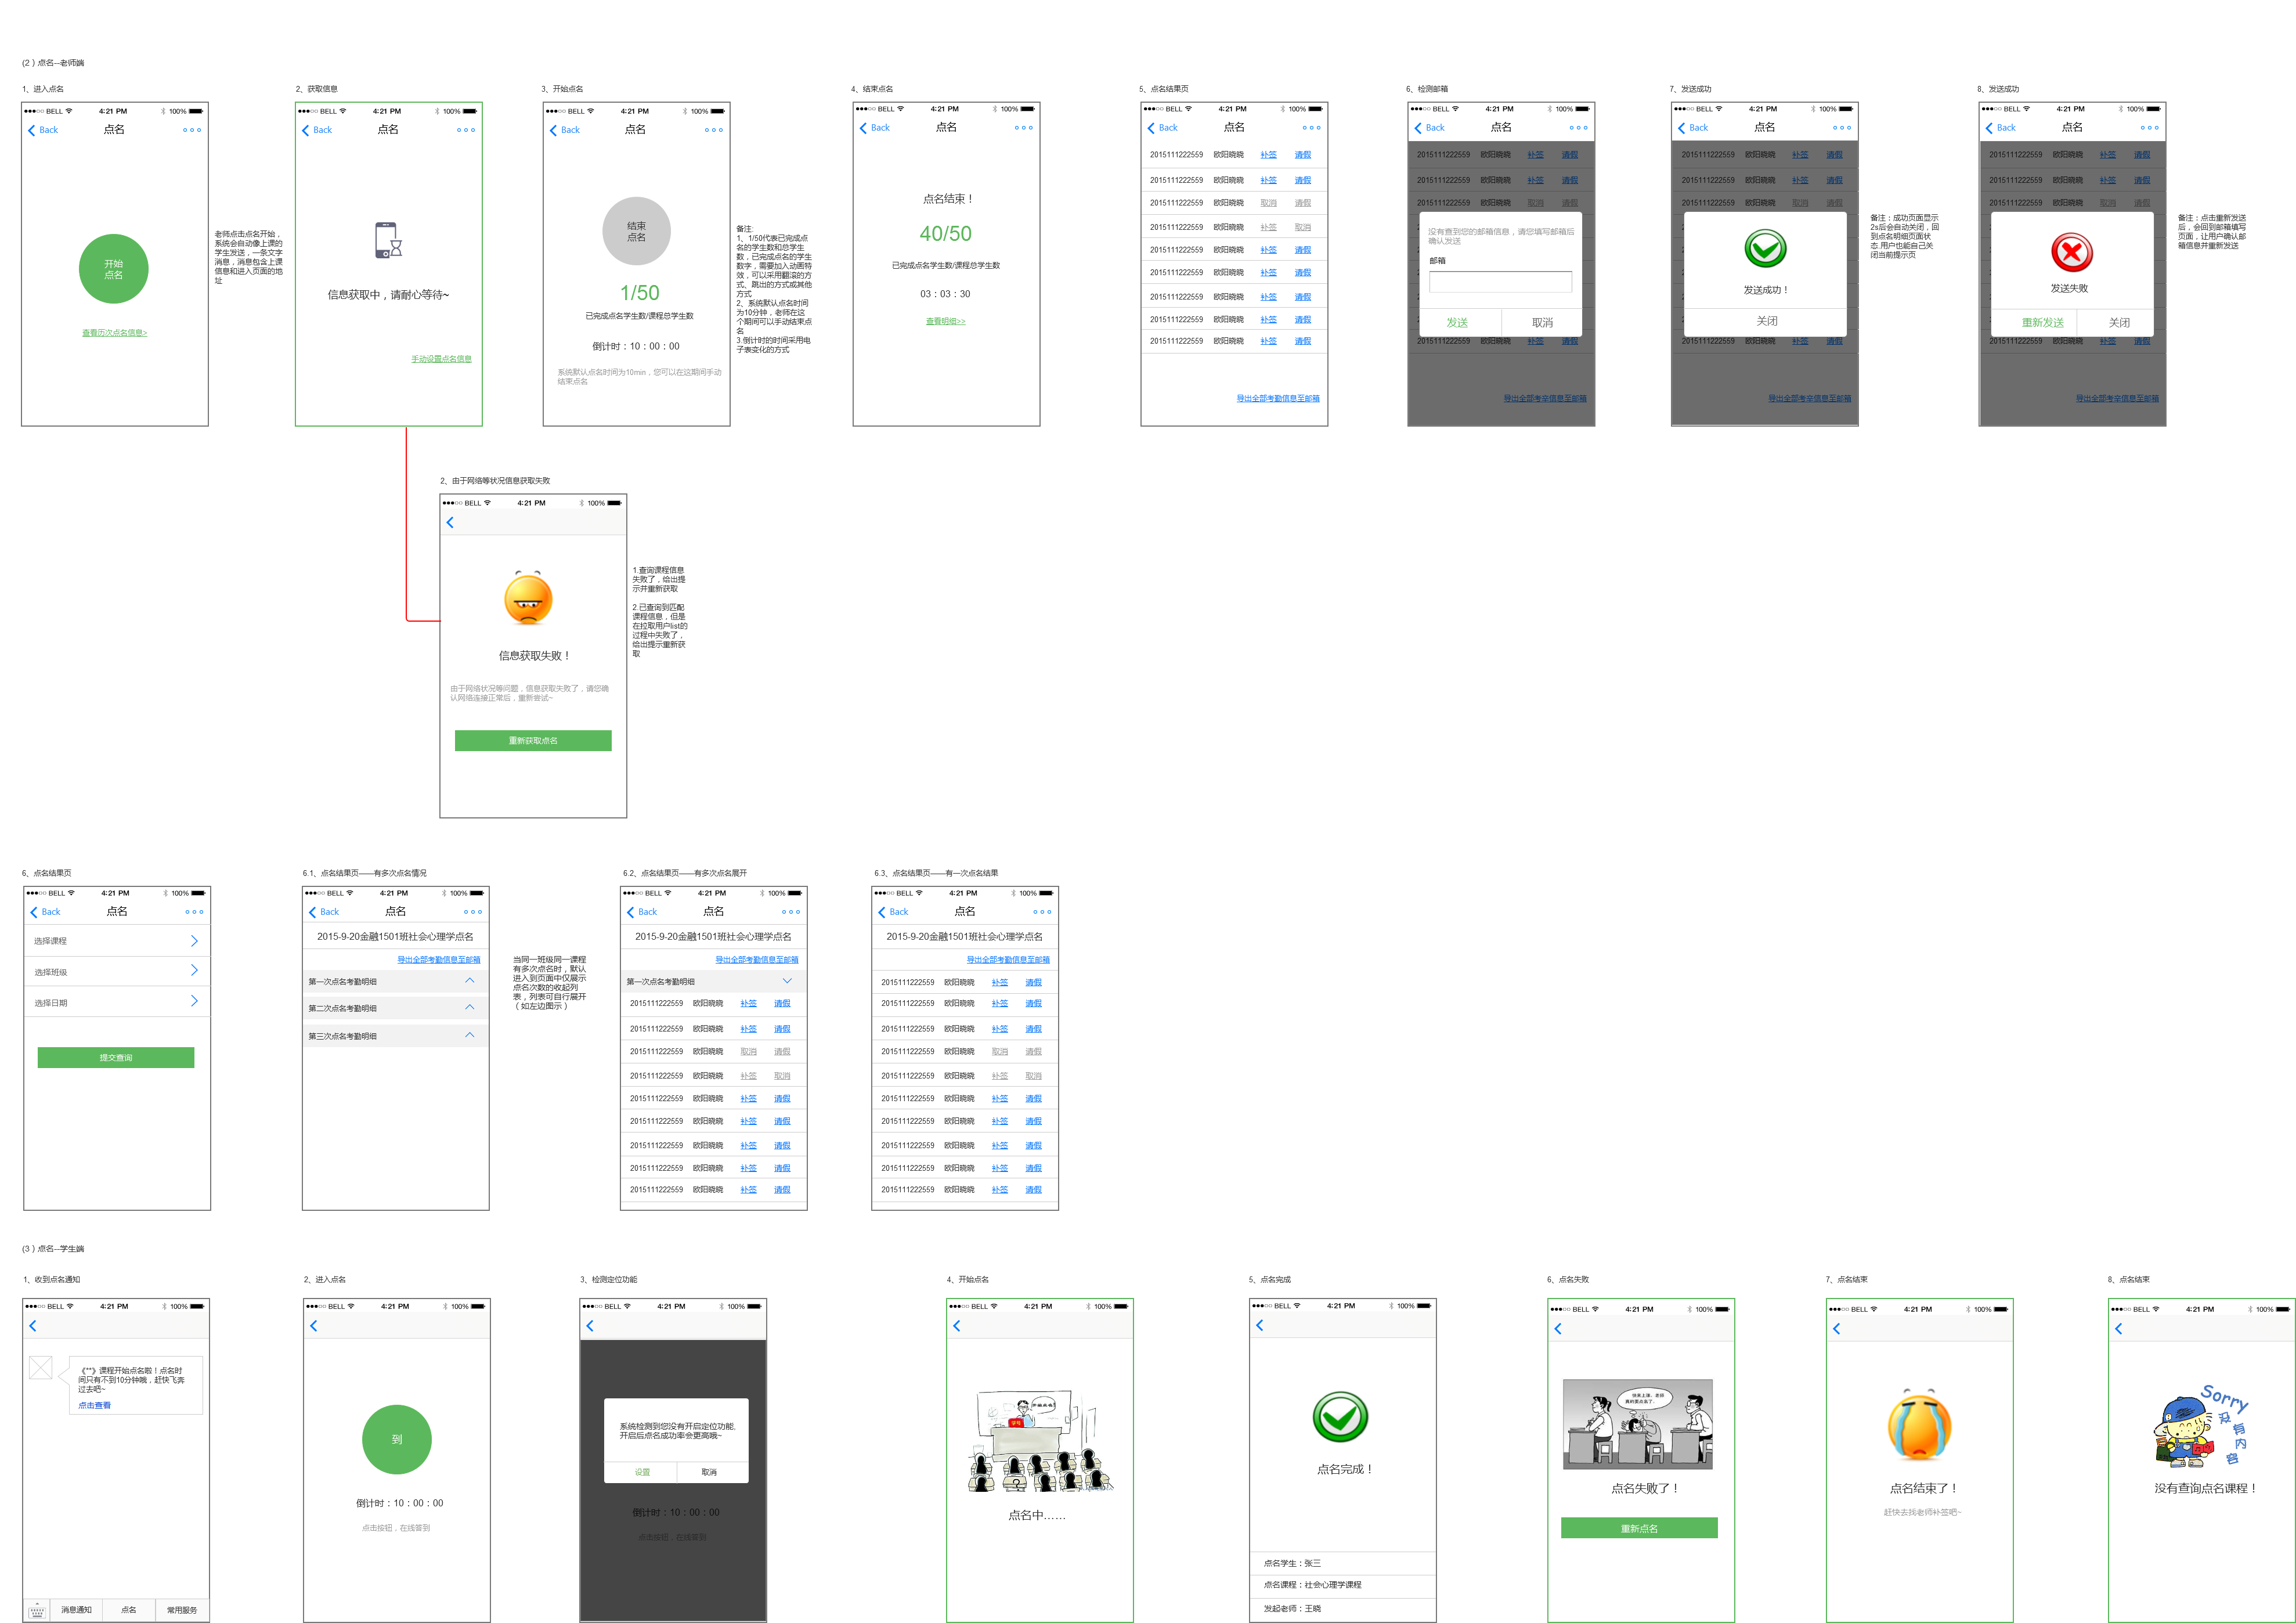 (2）点名—老师端
1、进入点名
2、获取信息
3、开始点名
4、结束点名
5、点名结果页
6、检测邮箱
7、发送成功
8、发送成功
BELL 4:21 PM 100%
Back 点名
开始
点名
查看历次点名信息>
老师点击点名开始，
系统会自动像上课的
学生发送，一条文字
消息，消息包含上课
信息和进入页面的地
址
BELL 4:21 PM 100%
Back 点名
信息获取中，请耐心等待~
手动设置点名信息
BELL 4:21 PM 100%
Back 点名
结束
点名
1/50
已完成点名学生数/课程总学生数
倒计时：10：00：00
系统默认点名时间为10min，您可以在这期间手动
结束点名
备注:
1、1/50代表已完成点
名的学生数和总学生
数，已完成点名的学生
数字，需要加入动画特
效，可以采用翻滚的方
式、跳出的方式或其他
方式
2、系统默认点名时间
为10分钟，老师在这
个期间可以手动结束点
名
3.倒计时的时间采用电
子表变化的方式
BELL 4:21 PM 100%
Back 点名
点名结束！
40/50
已完成点名学生数/课程总学生数
03：03：30
查看明细>>
BELL 4:21 PM 100%
Back 点名
2015111222559 欧阳晓晓 补签 请假
2015111222559 欧阳晓晓 补签 请假
2015111222559 欧阳晓晓 取消 请假
2015111222559 欧阳晓晓 补签 取消
2015111222559 欧阳晓晓 补签 请假
2015111222559 欧阳晓晓 补签 请假
2015111222559 欧阳晓晓 补签 请假
2015111222559 欧阳晓晓 补签 请假
2015111222559 欧阳晓晓 补签 请假
导出全部考勤信息至邮箱
BELL 4:21 PM 100%
Back 点名
2015111222559 欧阳晓晓 补签 请假
2015111222559 欧阳晓晓 补签 请假
2015111222559 欧阳晓晓 取消 请假
没有查到您的邮箱信息，请您填写邮箱后
确认发送
邮箱
发送 取消
2015111222559 欧阳晓晓 补签 请假
导出全部考亲信息至邮箱
BELL 4:21 PM 100%
Back 点名
2015111222559 欧阳晓晓 补签 请假
2015111222559 欧阳晓晓 补签 请假
2015111222559 欧阳晓晓 取消 请假
发送成功！
关闭
2015111222559 欧阳晓晓 补签 请假
导出全部考亲信息至邮箱
备注：成功页面显示
2s后会自动关闭，回
到点名明细页面状
态.用户也能自己关
闭当前提示页
BELL 4:21 PM 100%
Back 点名
2015111222559 欧阳晓晓 补签 请假
2015111222559 欧阳晓晓 补签 请假
2015111222559 欧阳晓晓 取消 请假
发送失败
重新发送 关闭
2015111222559 欧阳晓晓 补签 请假
导出全部考亲信息至邮箱
备注：点击重新发送
后，会回到邮箱填写
页面，让用户确认邮
箱信息并重新发送
2、由于网络等状况信息获取失败
BELL 4:21 PM 100%
信息获取失败！
由于网络状况等问题，信息获取失败了，请您确
认网络连接正常后，重新尝试~
重新获取点名
1.查询课程信息
失败了，给出提
示并重新获取
2.已查询到匹配
课程信息，但是
在拉取用户list的
过程中失败了，
给出提示重新获
取
6、点名结果页
6.1、点名结果页——有多次点名情况
6.2、点名结果页——有多次点名展开
6.3、点名结果页——有一次点名结果
BELL 4:21 PM 100%
Back 点名
选择课程
选择班级
选择日期
提交查询
BELL 4:21 PM 100%
Back 点名
2015-9-20金融1501班社会心理学点名
导出全部考勤信息至邮箱
第一次点名考勤明细
第二次点名考勤明细
第三次点名考勤明细
当同一班级同一课程
有多次点名时，默认
进入到页面中仅展示
点名次数的收起列
表，列表可自行展开
（如左边图示）
BELL 4:21 PM 100%
Back 点名
2015-9-20金融1501班社会心理学点名
导出全部考勤信息至邮箱
第一次点名考勤明细
2015111222559 欧阳晓晓 补签 请假
2015111222559 欧阳晓晓 补签 请假
2015111222559 欧阳晓晓 取消 请假
2015111222559 欧阳晓晓 补签 取消
2015111222559 欧阳晓晓 补签 请假
2015111222559 欧阳晓晓 补签 请假
2015111222559 欧阳晓晓 补签 请假
2015111222559 欧阳晓晓 补签 请假
2015111222559 欧阳晓晓 补签 请假
BELL 4:21 PM 100%
Back 点名
2015-9-20金融1501班社会心理学点名
导出全部考勤信息至邮箱
2015111222559 欧阳晓晓 补签 请假
2015111222559 欧阳晓晓 补签 请假
2015111222559 欧阳晓晓 补签 请假
2015111222559 欧阳晓晓 取消 请假
2015111222559 欧阳晓晓 补签 取消
2015111222559 欧阳晓晓 补签 请假
2015111222559 欧阳晓晓 补签 请假
2015111222559 欧阳晓晓 补签 请假
2015111222559 欧阳晓晓 补签 请假
2015111222559 欧阳晓晓 补签 请假
(3）点名—学生端
1、收到点名通知
2、进入点名
3、检测定位功能
4、开始点名
5、点名完成
6、点名失败
7、点名结束
8、点名结束
BELL 4:21 PM 100%
《**》课程开始点名啦！点名时
间只有不到10分钟哦，赶快飞奔
过去吧~
点击查看
消息通知 点名 常用服务
BELL 4:21 PM 100%
到
倒计时：10：00：00
点击按钮，在线签到
BELL 4:21 PM 100%
系统检测到您没有开启定位功能,
开启后点名成功率会更高哦~
设置 取消
倒计时：10：00：00
点击按钮，在线签到
BELL 4:21 PM 100%
点名中……
BELL 4:21 PM 100%
点名完成！
点名学生：张三
点名课程：社会心理学课程
发起老师：王晓
BELL 4:21 PM 100%
点名失败了！
重新点名
BELL 4:21 PM 100%
点名结束了！
赶快去找老师补签吧~
BELL 4:21 PM 100%
Sorry
没有内容
没有查询点名课程！